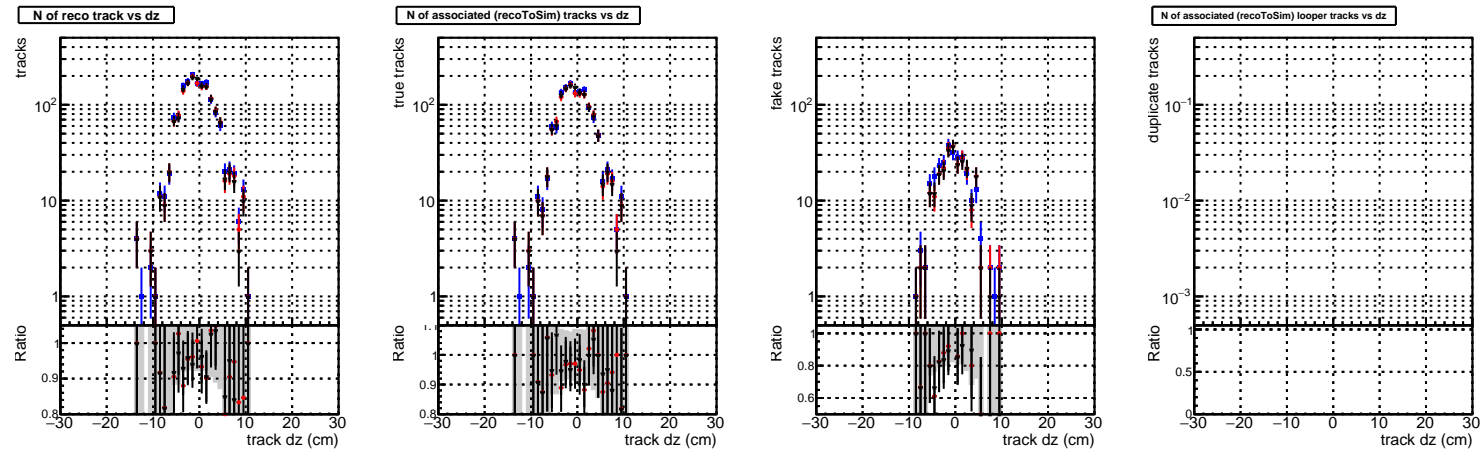 N of reco track vs dz
tracks
10²
10
1
Ratio
1
0.9
0.8
−30 −20 −10 0 10 20 30
track dz (cm)
N of associated (recoToSim) tracks vs dz
true tracks
10²
10
1
Ratio
1.1
1
0.9
0.8
−30 −20 −10 0 10 20 30
track dz (cm)
fake tracks
10²
10
1
Ratio
1
0.8
0.6
−30 −20 −10 0 10 20 30
track dz (cm)
N of associated (recoToSim) looper tracks vs dz
duplicate tracks
10⁻¹
10⁻²
10⁻³
Ratio
1
0.5
0
−30 −20 −10 0 10 20 30
track dz (cm)